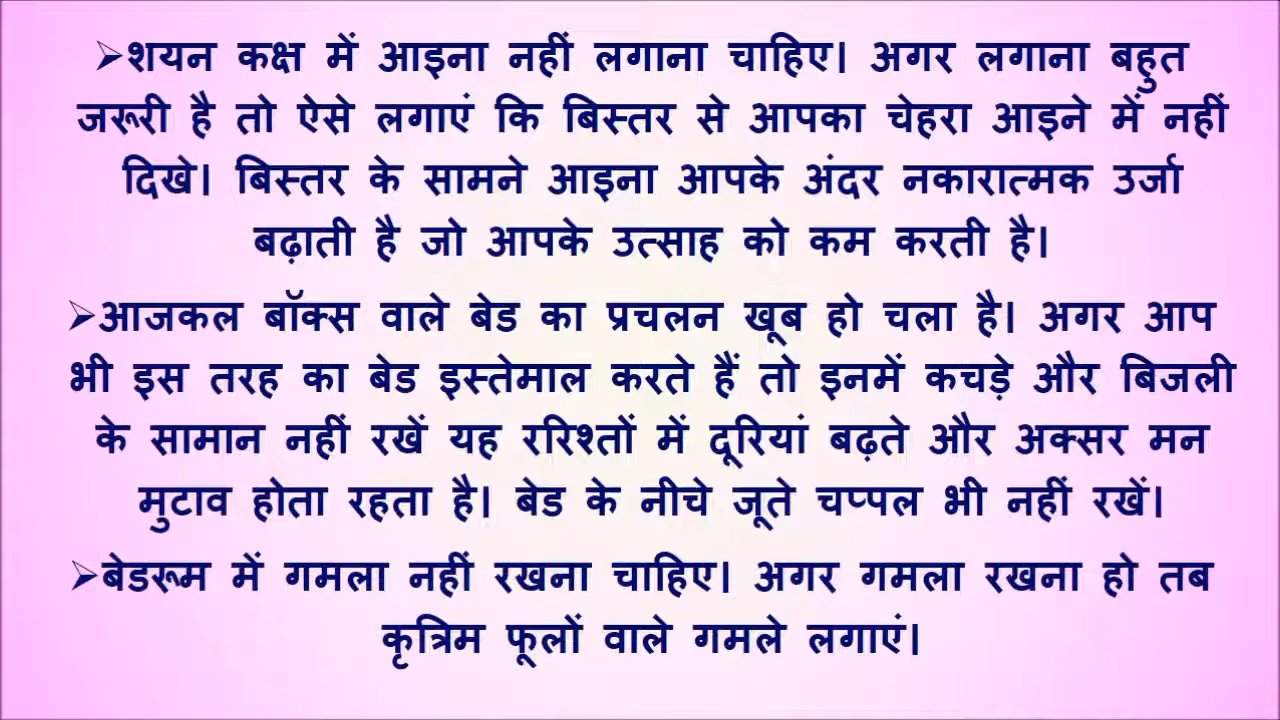 ➢शयन कक्ष में आइना नहीं लगाना चाहिए। अगर लगाना बहुत
जरूरी है तो ऐसे लगाएं कि बिस्तर से आपका चेहरा आइने में नहीं
दिखे। बिस्तर के सामने आइना आपके अंदर नकारात्मक उर्जा
बढ़ाती है जो आपके उत्साह को कम करती है।
➢आजकल बॉक्स वाले बेड का प्रचलन खूब हो चला है। अगर आप
भी इस तरह का बेड इस्तेमाल करते हैं तो इनमें कचड़े और बिजली
के सामान नहीं रखें यह ररिश्तों में दूरियां बढ़ते और अक्सर मन
मुटाव होता रहता है। बेड के नीचे जूते चप्पल भी नहीं रखें।
➢बेडरूम में गमला नहीं रखना चाहिए। अगर गमला रखना हो तब
कृत्रिम फूलों वाले गमले लगाएं।